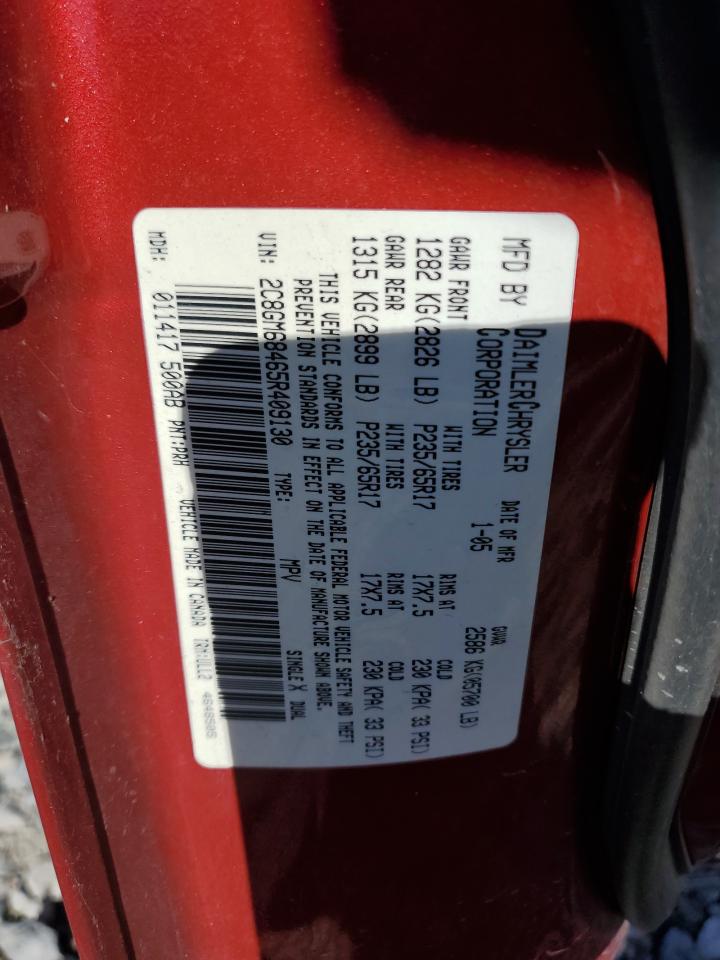 MFD BY DAIMLERCHRYSLER CORPORATION
DATE OF MFR 1-05
GVWR 2586 KG(05700 LB)
GAWR FRONT WITH TIRES RIMS AT COLD
1282 KG(2826 LB) P235/65R17 17X7.5 230 KPA( 33 PSI)
GAWR REAR WITH TIRES RIMS AT COLD
1315 KG(2899 LB) P235/65R17 17X7.5 230 KPA( 33 PSI)
THIS VEHICLE CONFORMS TO ALL APPLICABLE FEDERAL MOTOR VEHICLE SAFETY AND THEFT
PREVENTION STANDARDS IN EFFECT ON THE DATE OF MANUFACTURE SHOWN ABOVE.
VIN: 2C8GM68465R409130 TYPE: MPV SINGLE X DUAL
MDH: 011417 500AB PNT:PRH VEHICLE MADE IN CANADA TRM:ULL2